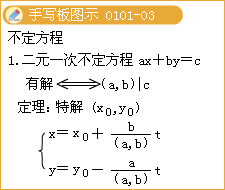 手写板图示 0101-03
不定方程
1.二元一次不定方程 ax+by=c
有解⟺(a,b)|c
定理:特解 (x₀,y₀)
x=x₀+ b/(a,b) t
y=y₀- a/(a,b) t